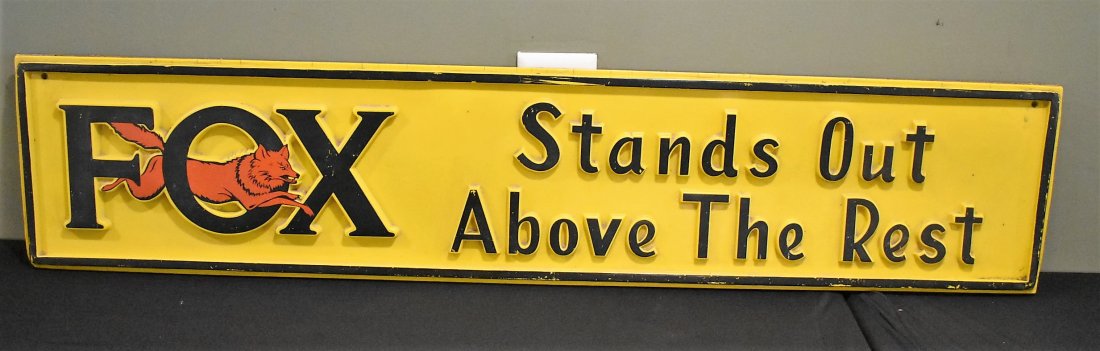 FOX
Stands Out
Above The Rest